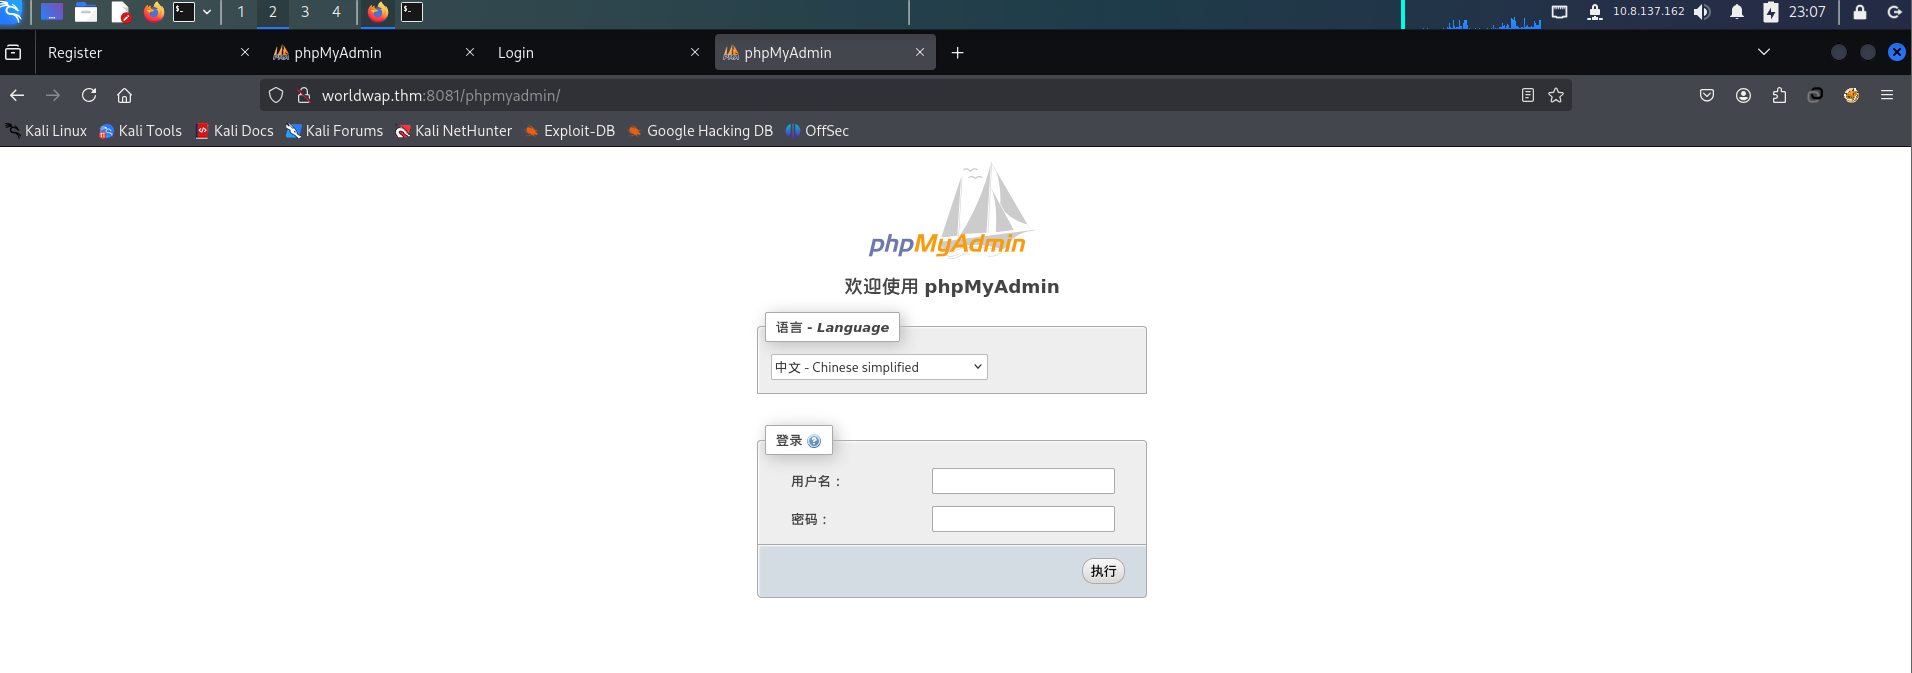 1 2 3 4 10.8.137.162 23:07
Register phpMyAdmin Login phpMyAdmin
worldwap.thm:8081/phpmyadmin/
Kali Linux Kali Tools Kali Docs Kali Forums Kali NetHunter Exploit-DB Google Hacking DB OffSec
phpMyAdmin
欢迎使用 phpMyAdmin
语言 - Language
中文 - Chinese simplified
登录
用户名：
密码：
执行